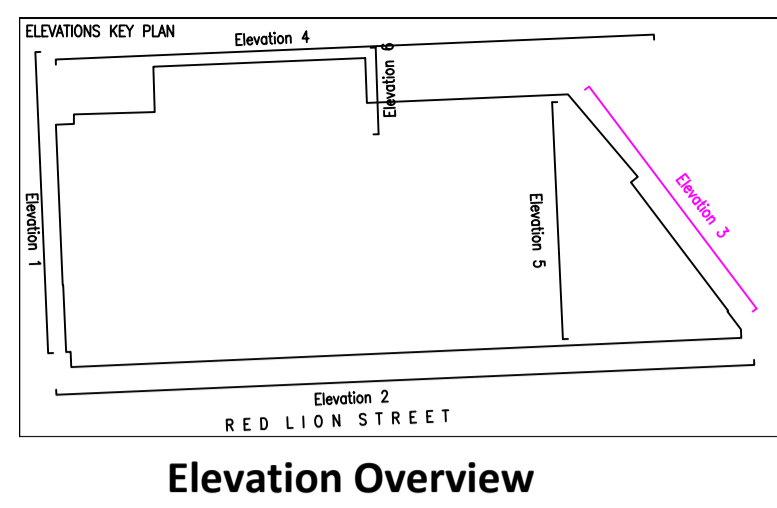 ELEVATIONS KEY PLAN
Elevation 4
Elevation 6
Elevation 3
Elevation 1
Elevation 5
Elevation 2
RED LION STREET
Elevation Overview